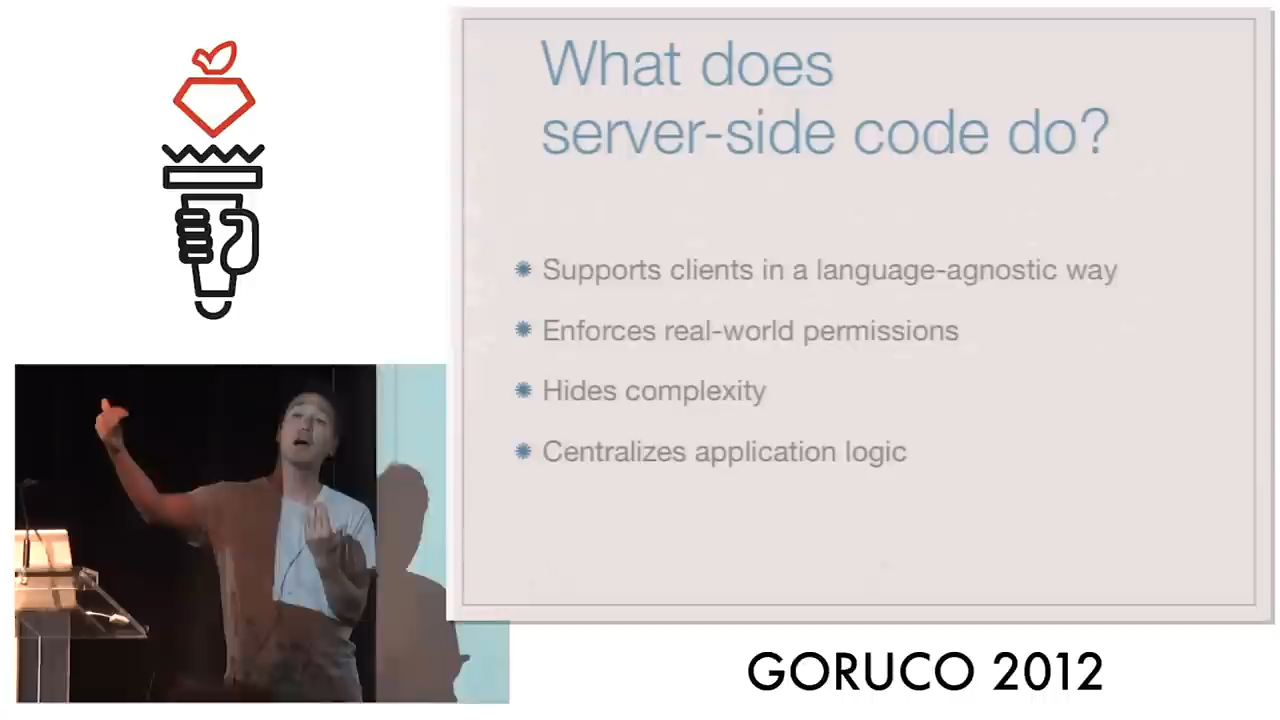 What does
server-side code do?
Supports clients in a language-agnostic way
Enforces real-world permissions
Hides complexity
Centralizes application logic
GORUCO 2012